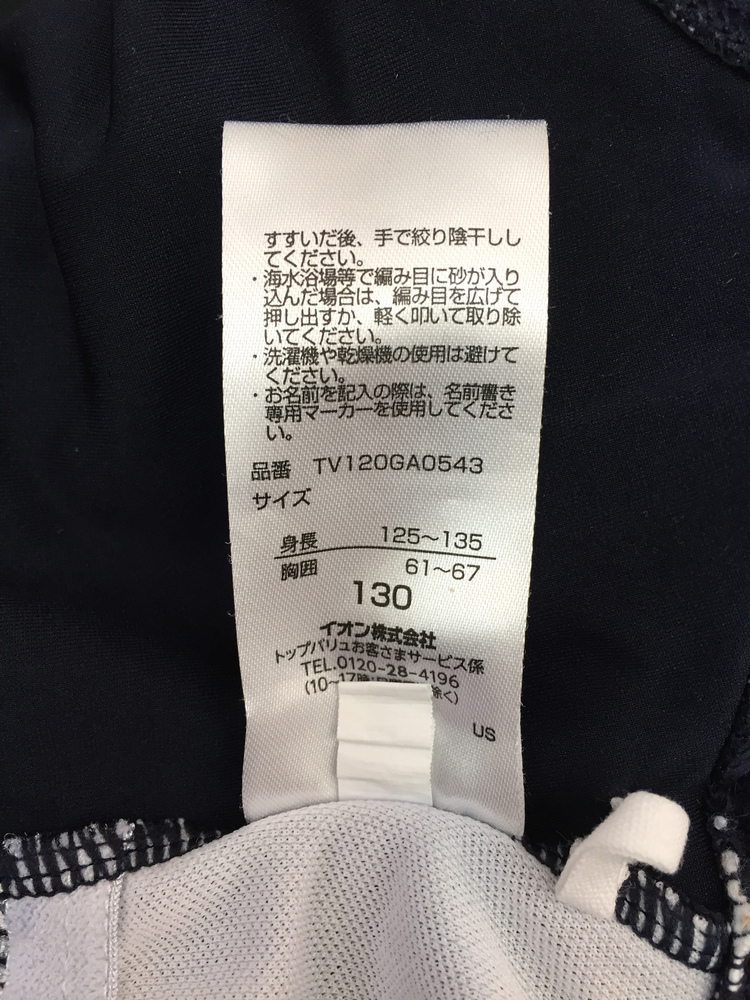 すすいだ後、手で絞り陰干しし
てください。
・海水浴場等で編み目に砂が入り
込んだ場合は、編み目を広げて
押し出すか、軽く叩いて取り除
いてください。
・洗濯機や乾燥機の使用は避けて
ください。
・お名前を記入の際は、名前書き
専用マーカーを使用してくださ
い。
品番 TV120GA0543
サイズ
身長 125～135
胸囲 61～67
130
イオン株式会社
トップバリュお客さまサービス係
TEL.0120-28-4196
(10～17時 除く)
US